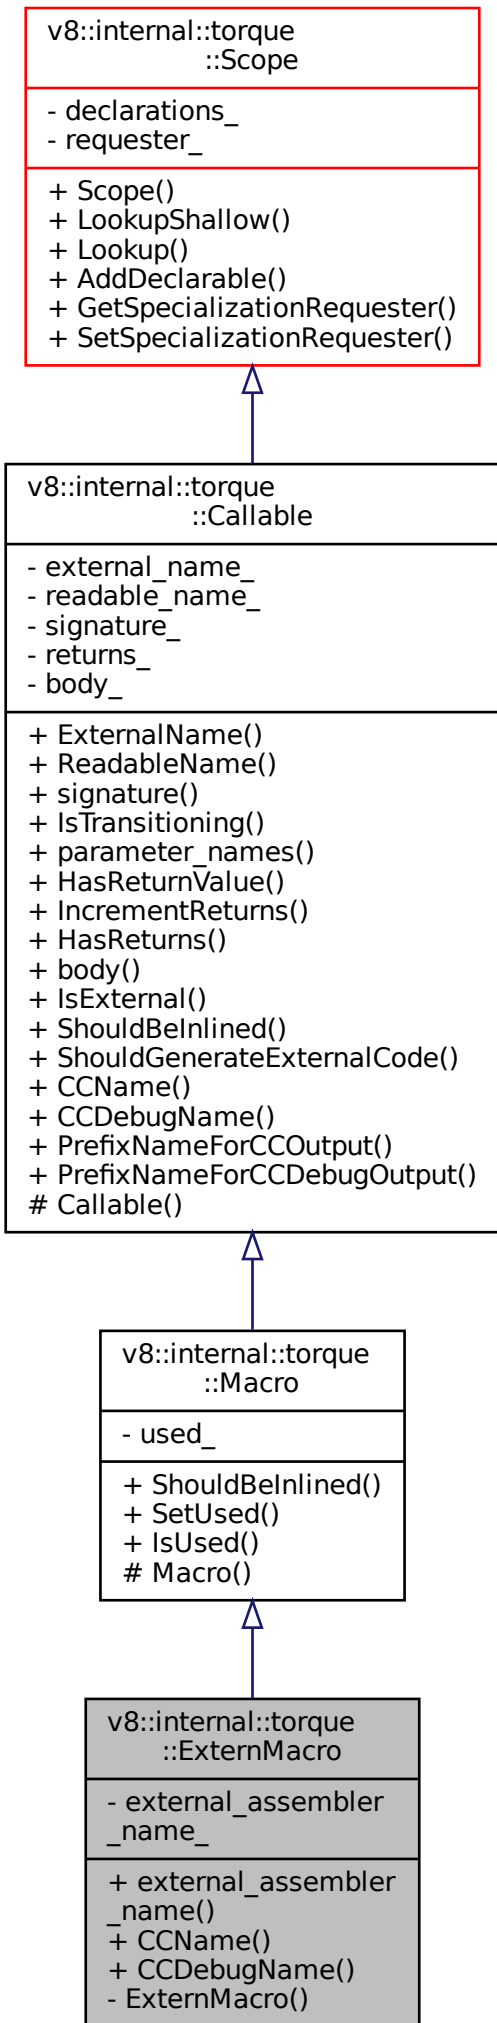 v8::internal::torque
::Scope
- declarations_
- requester_
+ Scope()
+ LookupShallow()
+ Lookup()
+ AddDeclarable()
+ GetSpecializationRequester()
+ SetSpecializationRequester()
v8::internal::torque
::Callable
- external_name_
- readable_name_
- signature_
- returns_
- body_
+ ExternalName()
+ ReadableName()
+ signature()
+ IsTransitioning()
+ parameter_names()
+ HasReturnValue()
+ IncrementReturns()
+ HasReturns()
+ body()
+ IsExternal()
+ ShouldBeInlined()
+ ShouldGenerateExternalCode()
+ CCName()
+ CCDebugName()
+ PrefixNameForCCOutput()
+ PrefixNameForCCDebugOutput()
# Callable()
v8::internal::torque
::Macro
- used_
+ ShouldBeInlined()
+ SetUsed()
+ IsUsed()
# Macro()
v8::internal::torque
::ExternMacro
- external_assembler
_name_
+ external_assembler
_name()
+ CCName()
+ CCDebugName()
- ExternMacro()